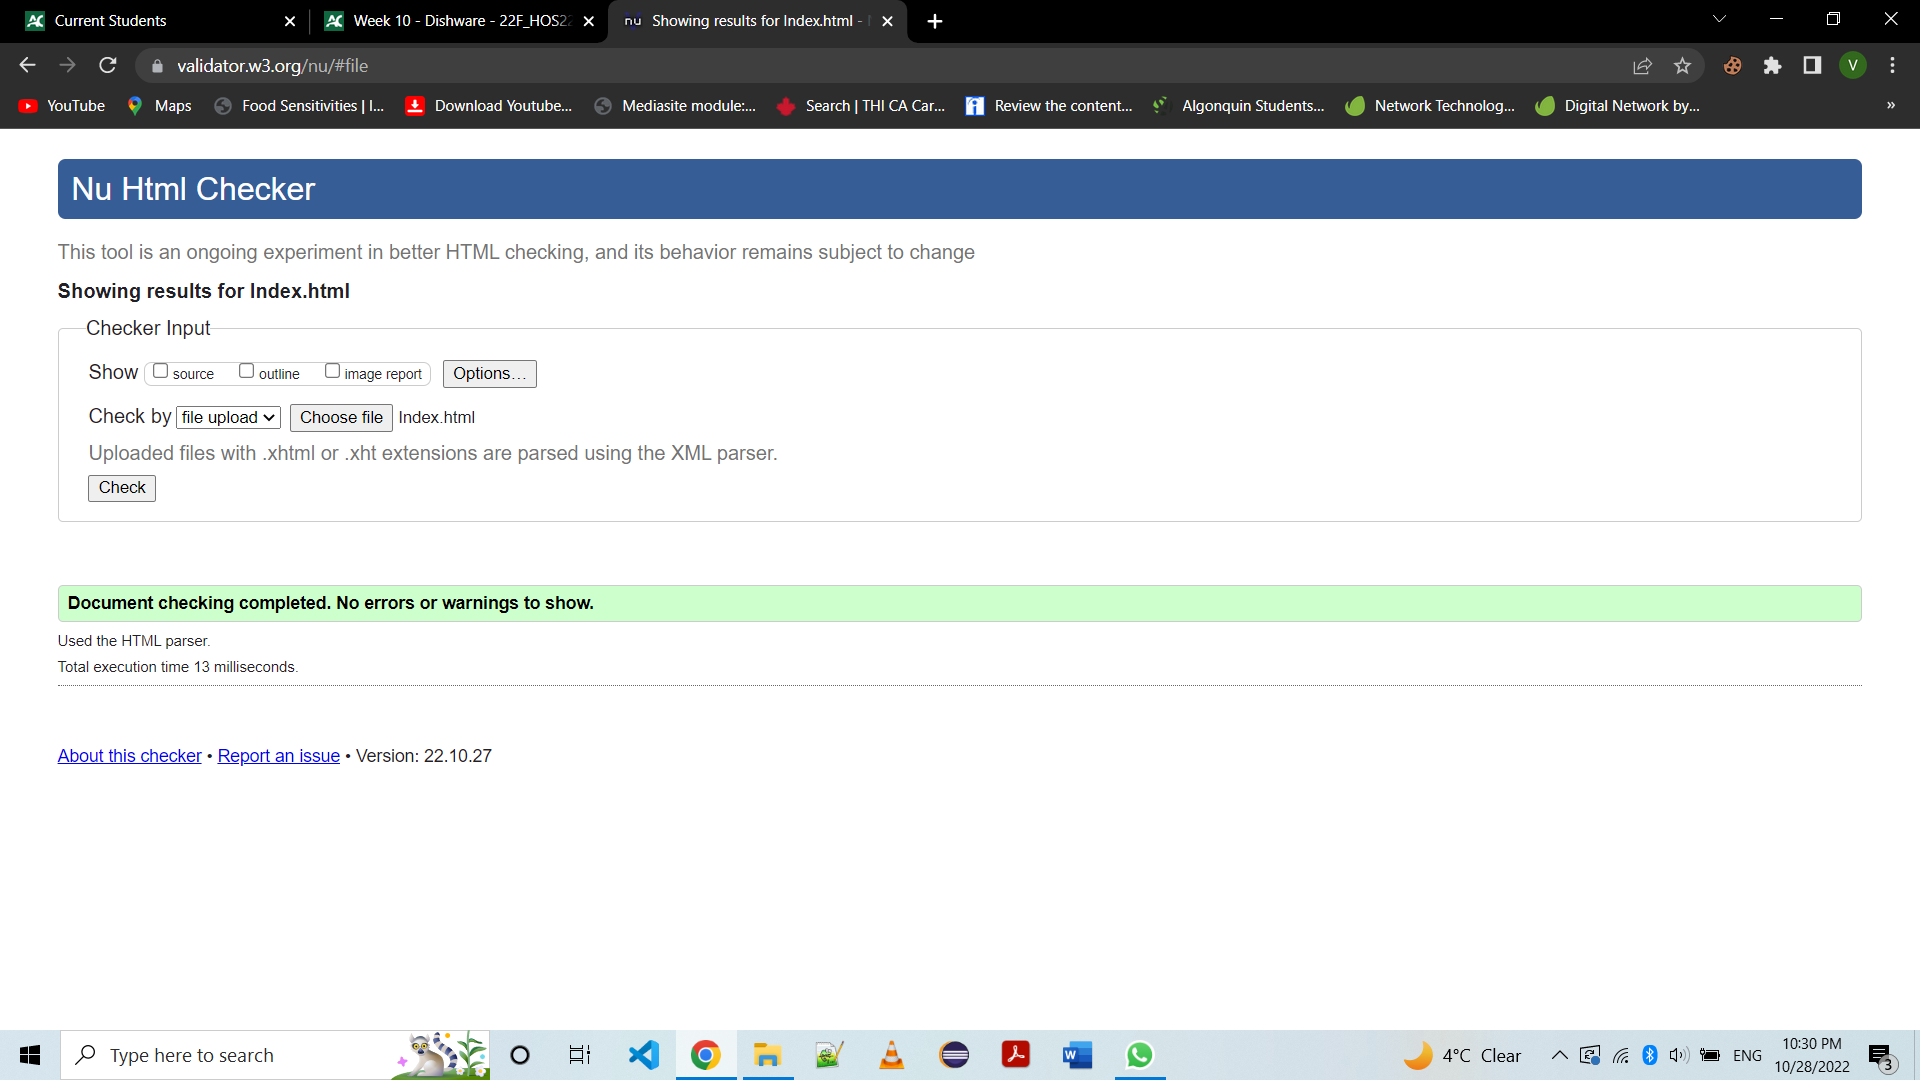 Current Students
Week 10 - Dishware - 22F_HOS22
nu Showing results for Index.html -
validator.w3.org/nu/#file
V
YouTube Maps Food Sensitivities | I... Download Youtube... Mediasite module:... Search | THI CA Car... Review the content... Algonquin Students... Network Technolog... Digital Network by... »
Nu Html Checker
This tool is an ongoing experiment in better HTML checking, and its behavior remains subject to change
Showing results for Index.html
Checker Input
Show source outline image report Options...
Check by file upload Choose file Index.html
Uploaded files with .xhtml or .xht extensions are parsed using the XML parser.
Check
Document checking completed. No errors or warnings to show.
Used the HTML parser.
Total execution time 13 milliseconds.
About this checker • Report an issue • Version: 22.10.27
Type here to search
4°C Clear
ENG
10:30 PM
10/28/2022
3